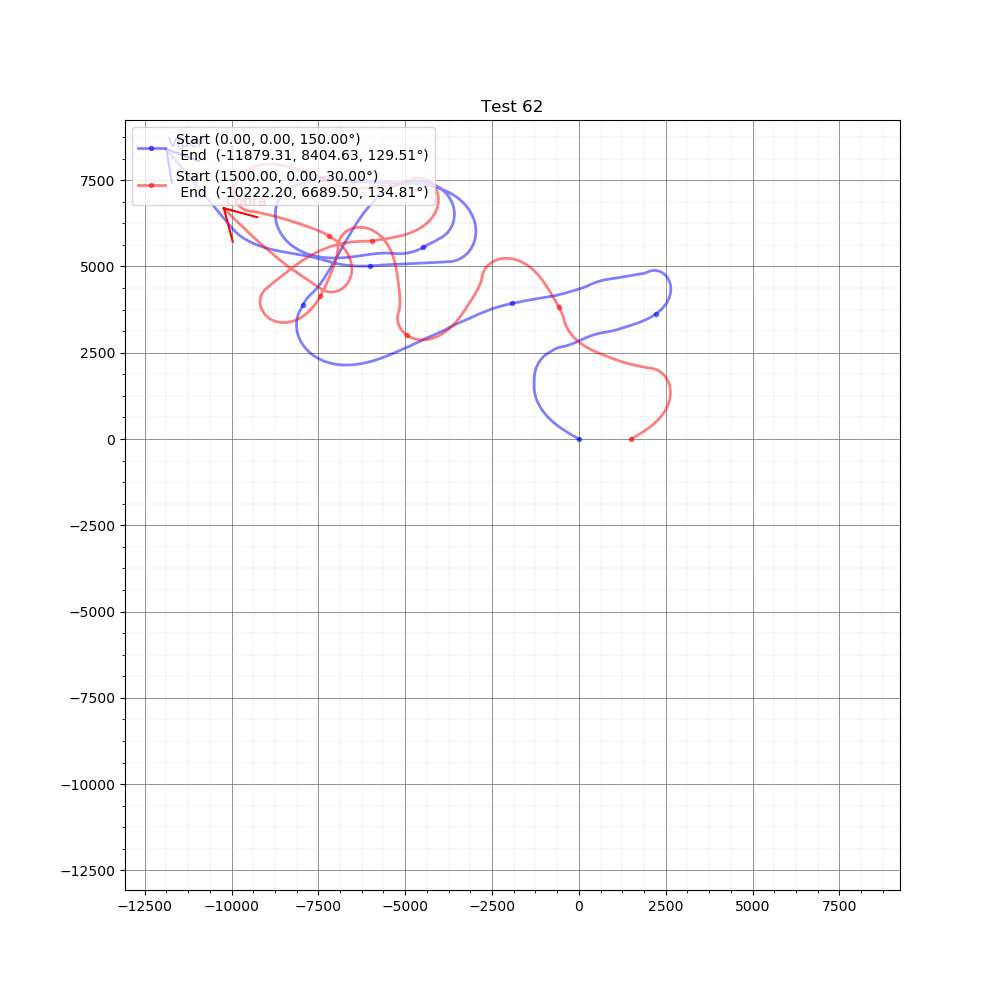 Test 62
Start (0.00, 0.00, 150.00°)
End (-11879.31, 8404.63, 129.51°)
Start (1500.00, 0.00, 30.00°)
End (-10222.20, 6689.50, 134.81°)
7500
5000
2500
0
−2500
−5000
−7500
−10000
−12500
−12500 −10000 −7500 −5000 −2500 0 2500 5000 7500